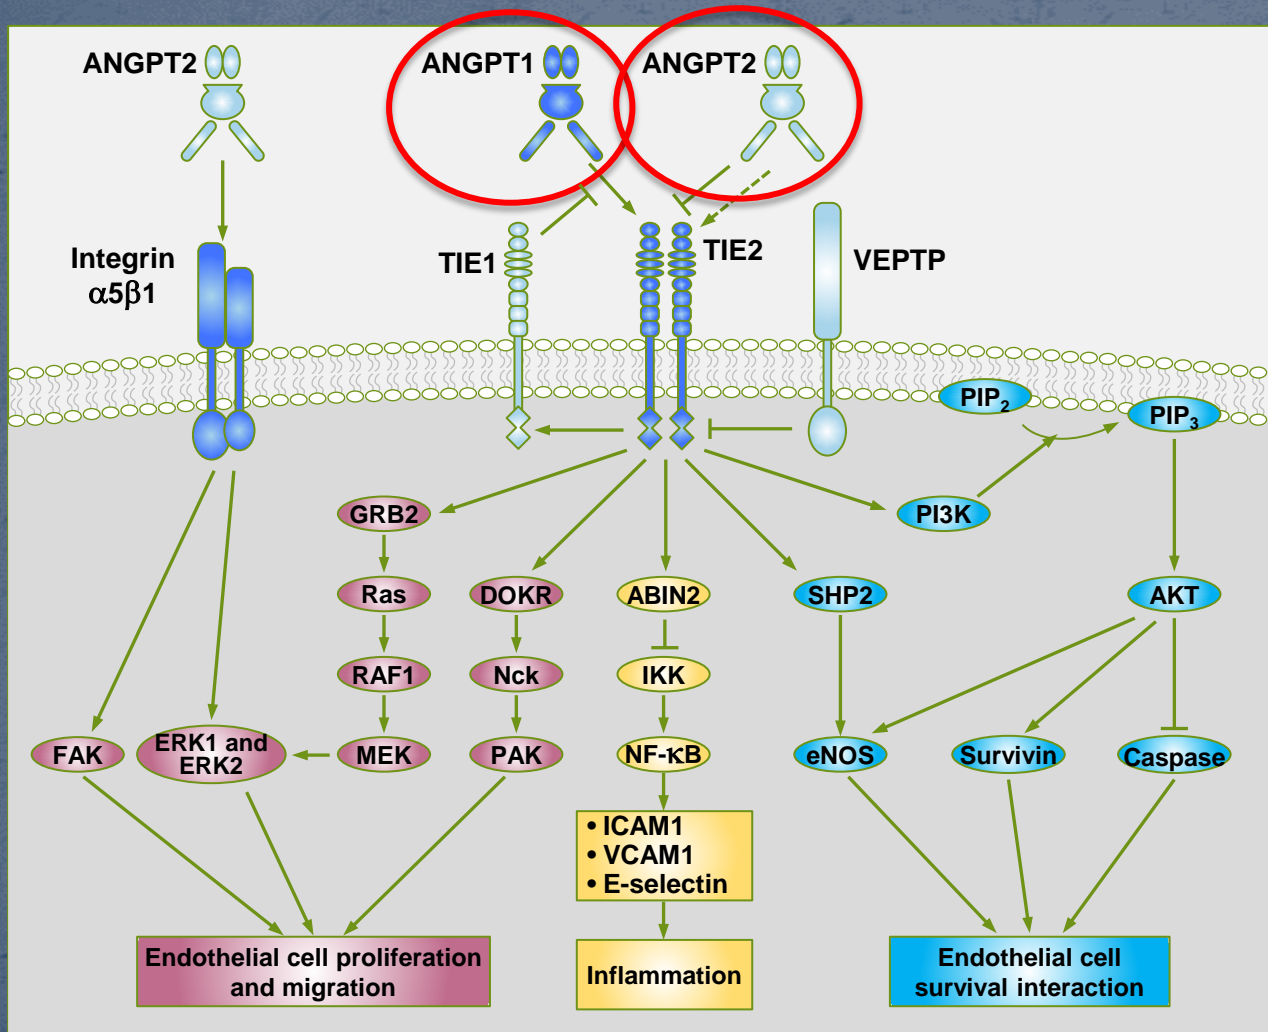 ANGPT2
ANGPT1
ANGPT2
Integrin
α5β1
TIE1
TIE2
VEPTP
PIP2
PIP3
GRB2
PI3K
Ras
DOKR
ABIN2
SHP2
AKT
RAF1
Nck
IKK
FAK
ERK1 and
ERK2
MEK
PAK
NF-κB
eNOS
Survivin
Caspase
• ICAM1
• VCAM1
• E-selectin
Endothelial cell proliferation
and migration
Inflammation
Endothelial cell
survival interaction